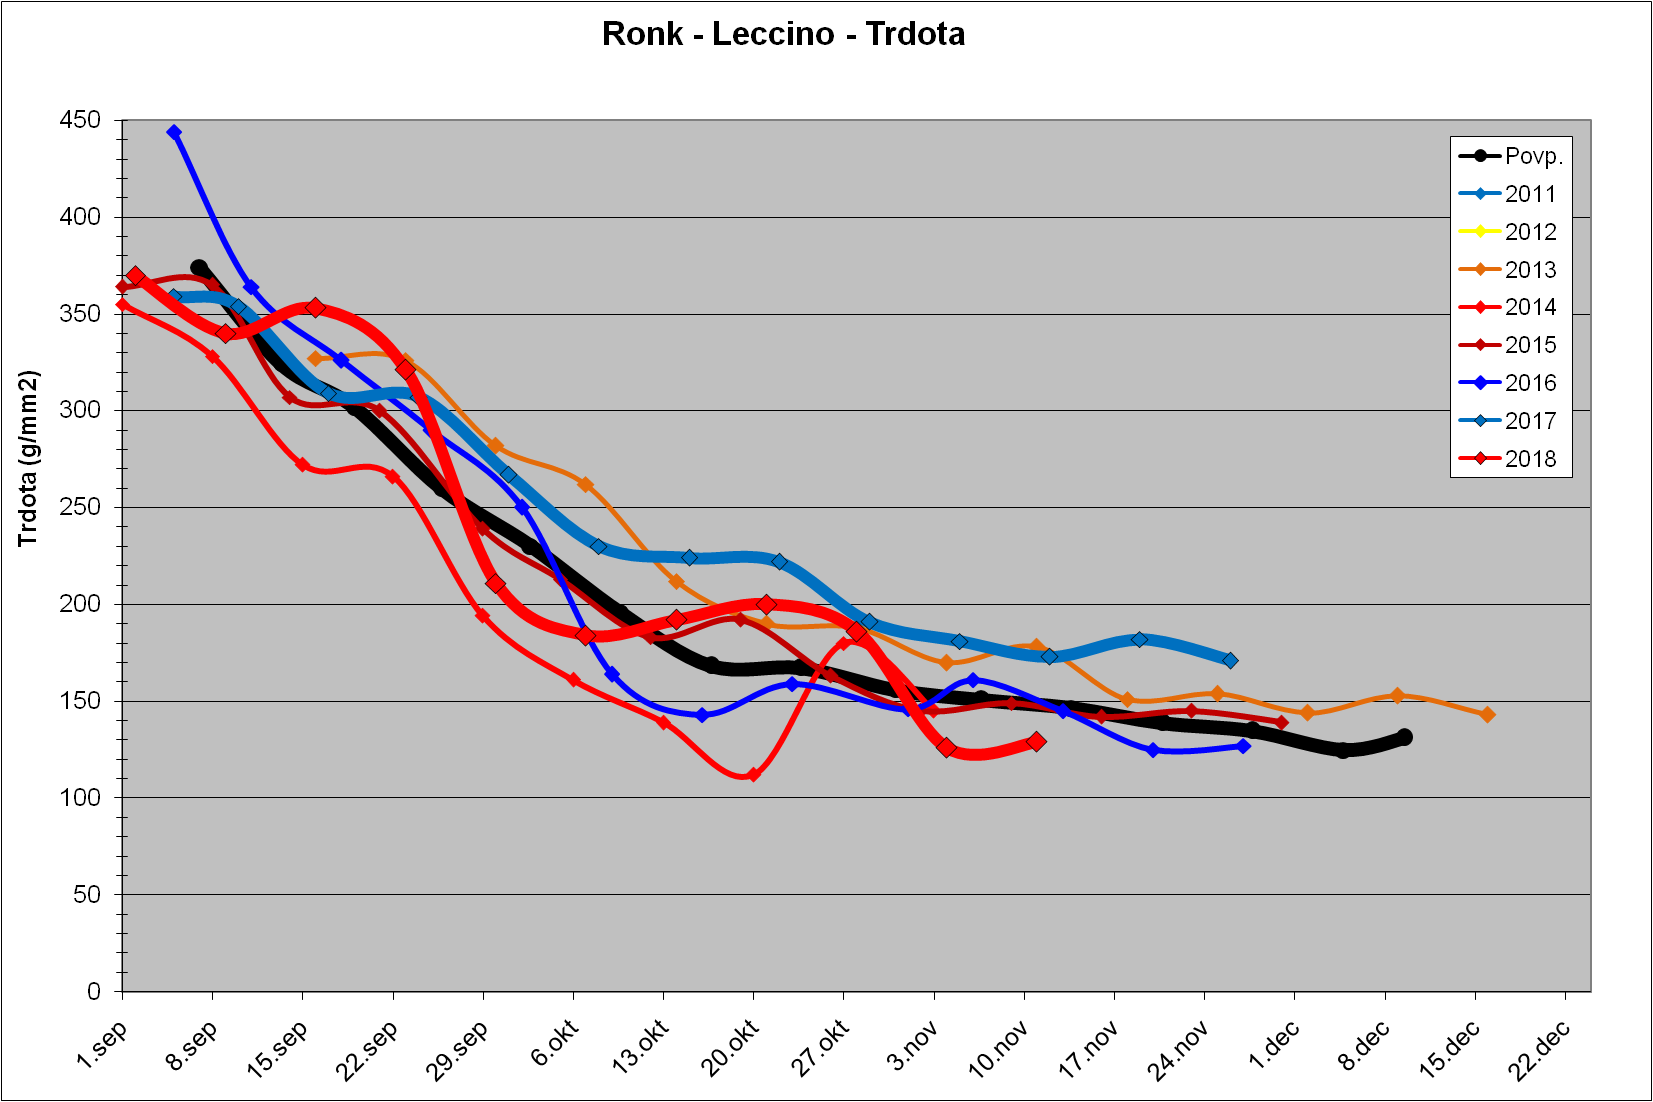 Ronk - Leccino - Trdota
Trdota (g/mm2)
450
400
350
300
250
200
150
100
50
0
1.sep
8.sep
15.sep
22.sep
29.sep
6.okt
13.okt
20.okt
27.okt
3.nov
10.nov
17.nov
24.nov
1.dec
8.dec
15.dec
22.dec
Povp.
2011
2012
2013
2014
2015
2016
2017
2018